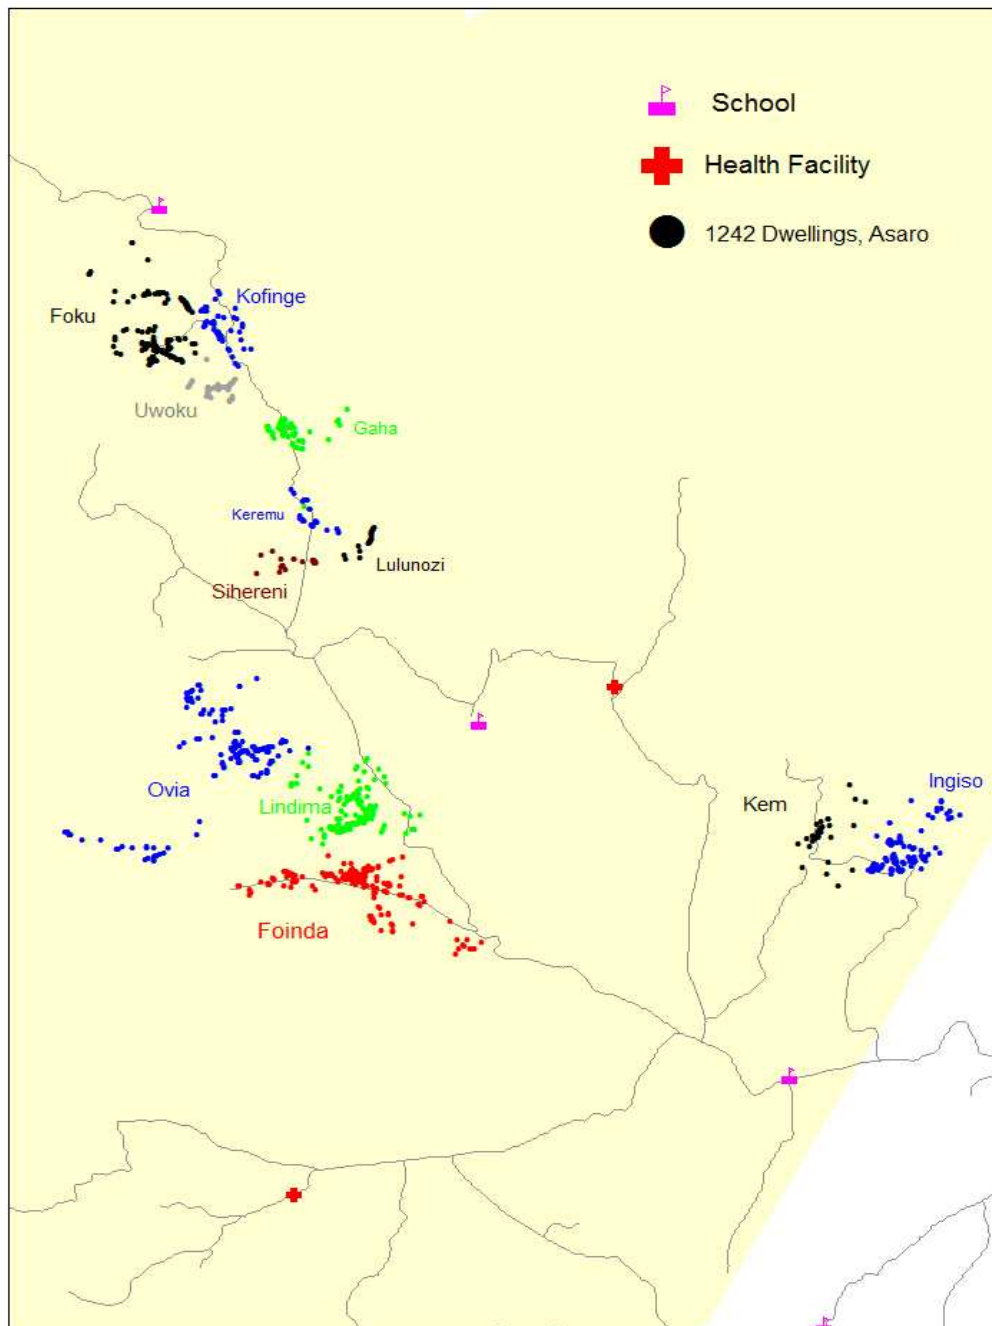 School
Health Facility
1242 Dwellings, Asaro
Kofinge
Foku
Uwoku
Gaha
Keremu
Lulunozi
Sihereni
Ovia
Lindima
Kem
Ingiso
Foinda